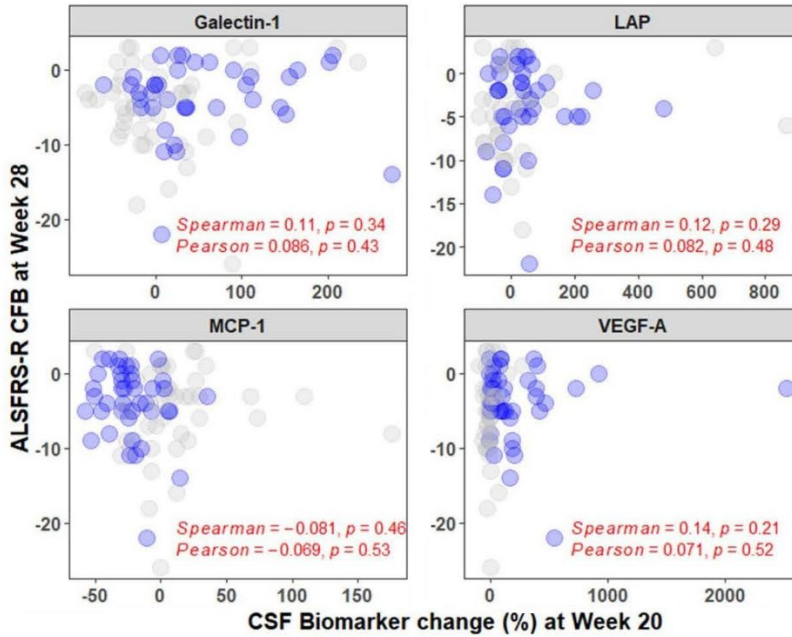 Galectin-1
LAP
0
-10
-20
0
-5
-10
-15
-20
Spearman = 0.11, p = 0.34
Pearson = 0.086, p = 0.43
Spearman = 0.12, p = 0.29
Pearson = 0.082, p = 0.48
0
100
200
0
200
400
600
800
ALSFRS-R CFB at Week 28
MCP-1
VEGF-A
0
-10
-20
0
-10
-20
Spearman = −0.081, p = 0.46
Pearson = −0.069, p = 0.53
Spearman = 0.14, p = 0.21
Pearson = 0.071, p = 0.52
-50
0
50
100
150
0
1000
2000
CSF Biomarker change (%) at Week 20